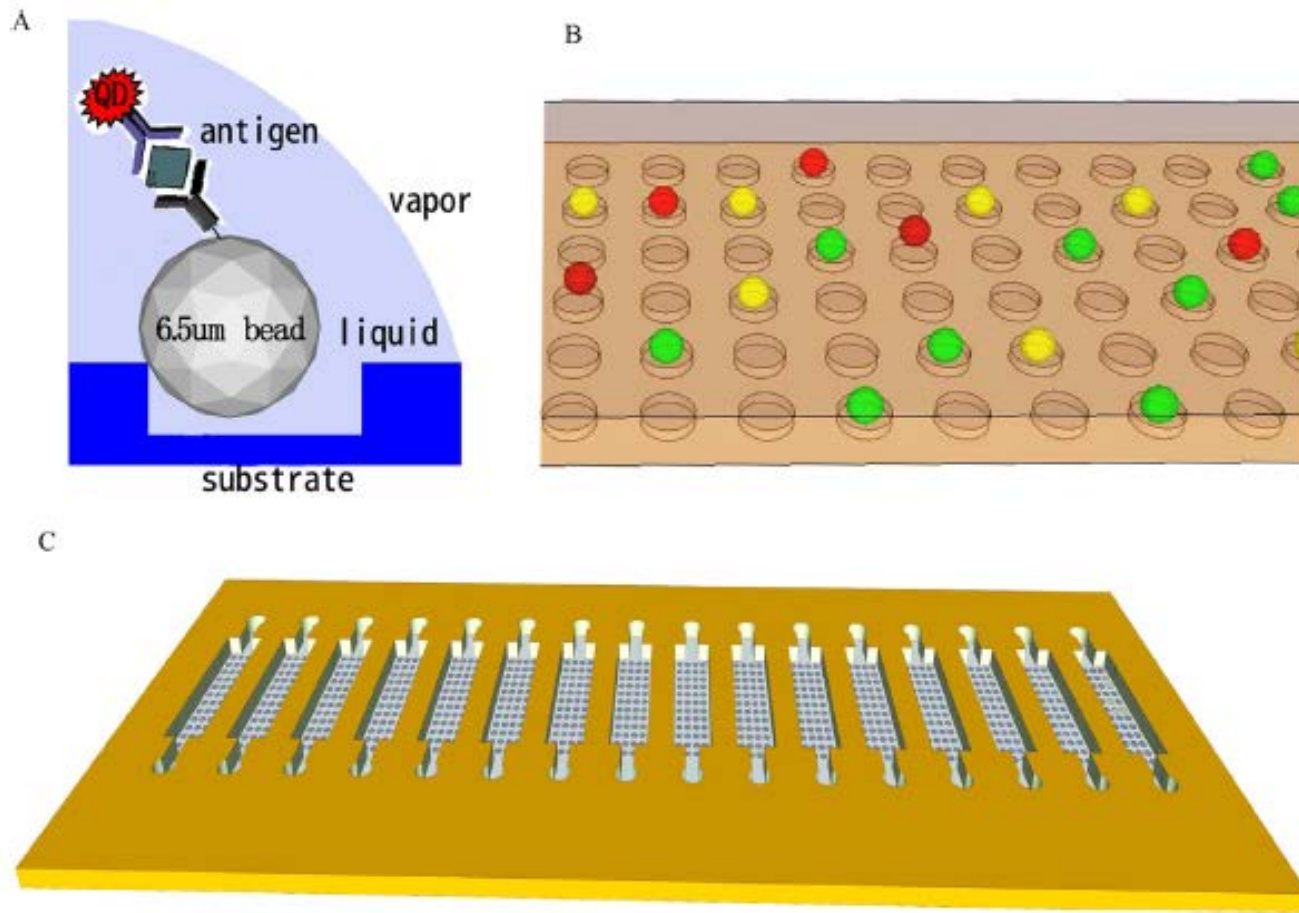 A
B
QD
antigen
vapor
6.5um bead
liquid
substrate
C